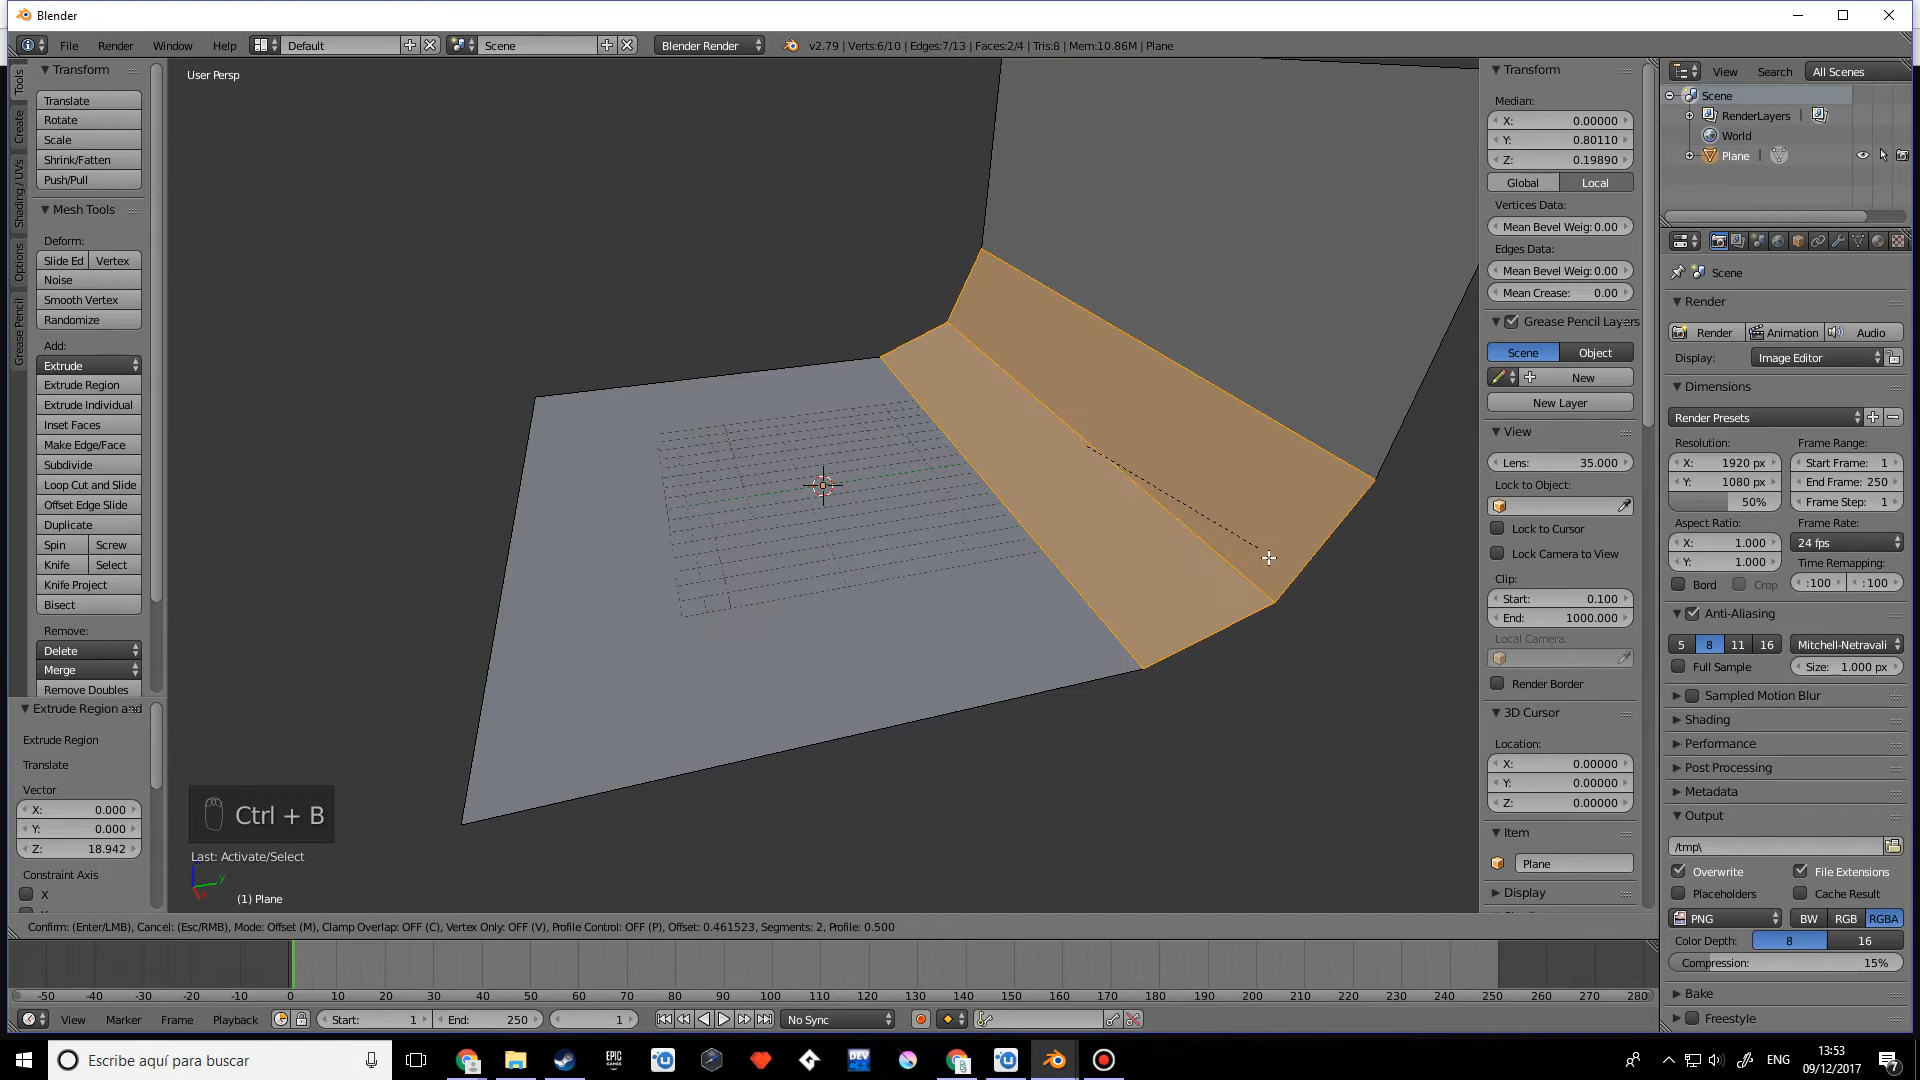 Blender
File Render Window Help Default Scene Blender Render v2.79 | Verts:6/10 | Edges:7/13 | Faces:2/4 | Tris:8 | Mem:10.86M | Plane
Tools
Create
Shading / UVs
Options
Grease Pencil
Transform
Translate
Rotate
Scale
Shrink/Fatten
Push/Pull
Mesh Tools
Deform:
Slide Ed Vertex
Noise
Smooth Vertex
Randomize
Add:
Extrude
Extrude Region
Extrude Individual
Inset Faces
Make Edge/Face
Subdivide
Loop Cut and Slide
Offset Edge Slide
Duplicate
Spin Screw
Knife Select
Knife Project
Bisect
Remove:
Delete
Merge
Remove Doubles
Extrude Region and
Extrude Region
Translate
Vector
X: 0.000
Y: 0.000
Z: 18.942
Constraint Axis
X
User Persp
Ctrl + B
Last: Activate/Select
y
(1) Plane
Transform
Median:
X: 0.00000
Y: 0.80110
Z: 0.19890
Global Local
Vertices Data:
Mean Bevel Weig: 0.00
Edges Data:
Mean Bevel Weig: 0.00
Mean Crease: 0.00
Grease Pencil Layers
Scene Object
New
New Layer
View
Lens: 35.000
Lock to Object:
Lock to Cursor
Lock Camera to View
Clip:
Start: 0.100
End: 1000.000
Local Camera:
Render Border
3D Cursor
Location:
X: 0.00000
Y: 0.00000
Z: 0.00000
Item
Plane
Display
View Search All Scenes
Scene
RenderLayers
World
Plane
Scene
Render
Render Animation Audio
Display: Image Editor
Dimensions
Render Presets
Resolution: Frame Range:
X: 1920 px Start Frame: 1
Y: 1080 px End Frame: 250
50% Frame Step: 1
Aspect Ratio: Frame Rate:
X: 1.000 24 fps
Y: 1.000 Time Remapping:
Bord Crop :100 :100
Anti-Aliasing
5 8 11 16 Mitchell-Netravali
Full Sample Size: 1.000 px
Sampled Motion Blur
Shading
Performance
Post Processing
Metadata
Output
/tmp\
Overwrite File Extensions
Placeholders Cache Result
PNG BW RGB RGBA
Color Depth: 8 16
Compression: 15%
Bake
Freestyle
Confirm: (Enter/LMB), Cancel: (Esc/RMB), Mode: Offset (M), Clamp Overlap: OFF (C), Vertex Only: OFF (V), Profile Control: OFF (P), Offset: 0.461523, Segments: 2, Profile: 0.500
-50 -40 -30 -20 -10 0 10 20 30 40 50 60 70 80 90 100 110 120 130 140 150 160 170 180 190 200 210 220 230 240 250 260 270 280
View Marker Frame Playback Start: 1 End: 250 1 No Sync
Escribe aquí para buscar
EPIC GAMES
DEV
ENG
13:53
09/12/2017
7